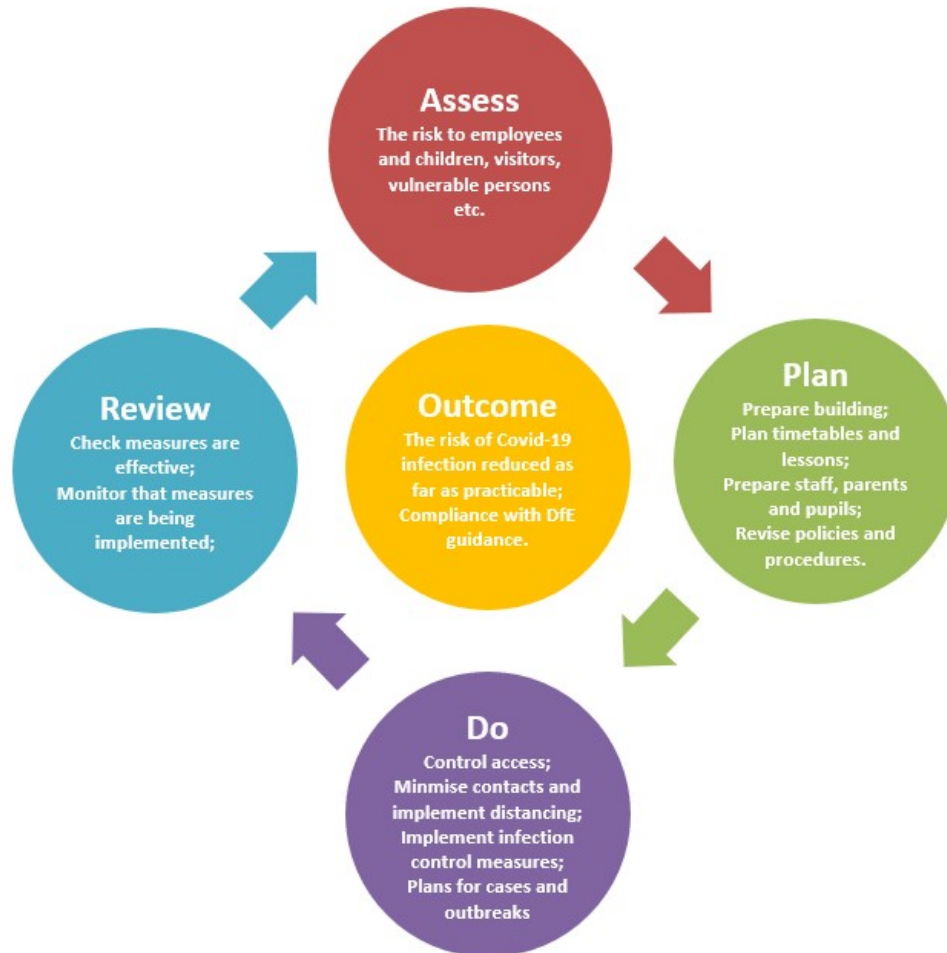 Assess
The risk to employees
and children, visitors,
vulnerable persons
etc.
Plan
Prepare building;
Plan timetables and
lessons;
Prepare staff, parents
and pupils;
Revise policies and
procedures.
Do
Control access;
Minmise contacts and
implement distancing;
Implement infection
control measures;
Plans for cases and
outbreaks
Review
Check measures are
effective;
Monitor that measures
are being
implemented;
Outcome
The risk of Covid-19
infection reduced as
far as practicable;
Compliance with DfE
guidance.